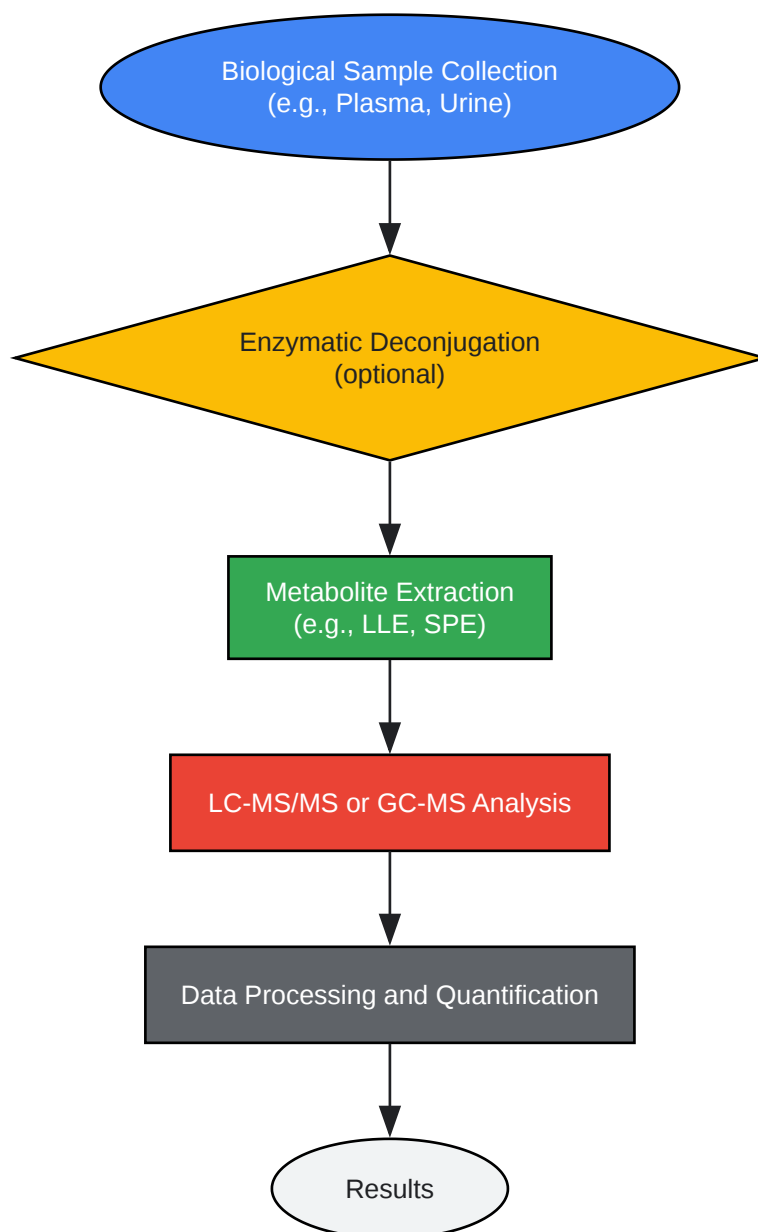 Biological Sample Collection
(e.g., Plasma, Urine)
Enzymatic Deconjugation
(optional)
Metabolite Extraction
(e.g., LLE, SPE)
LC-MS/MS or GC-MS Analysis
Data Processing and Quantification
Results